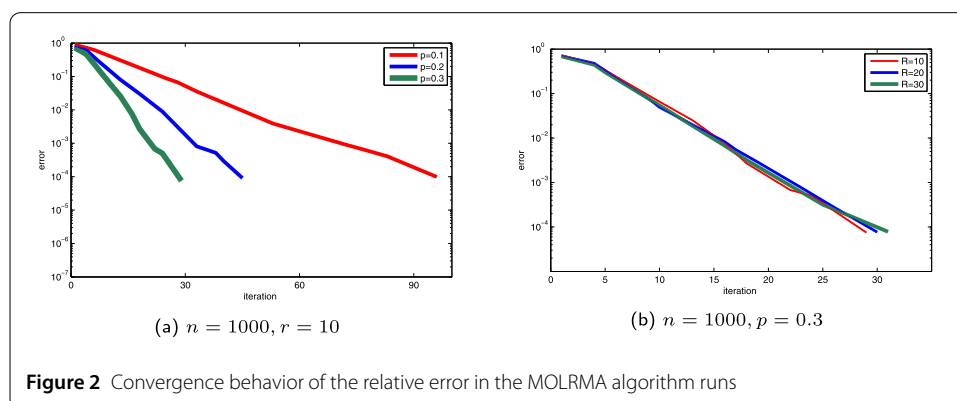 10^0
10^-1
10^-2
10^-3
10^-4
10^-5
10^-6
10^-7
error
0 30 60 90
iteration
p=0.1
p=0.2
p=0.3
(a) n = 1000, r = 10
10^0
10^-1
10^-2
10^-3
10^-4
error
0 5 10 15 20 25 30
iteration
R=10
R=20
R=30
(b) n = 1000, p = 0.3
Figure 2 Convergence behavior of the relative error in the MOLRMA algorithm runs